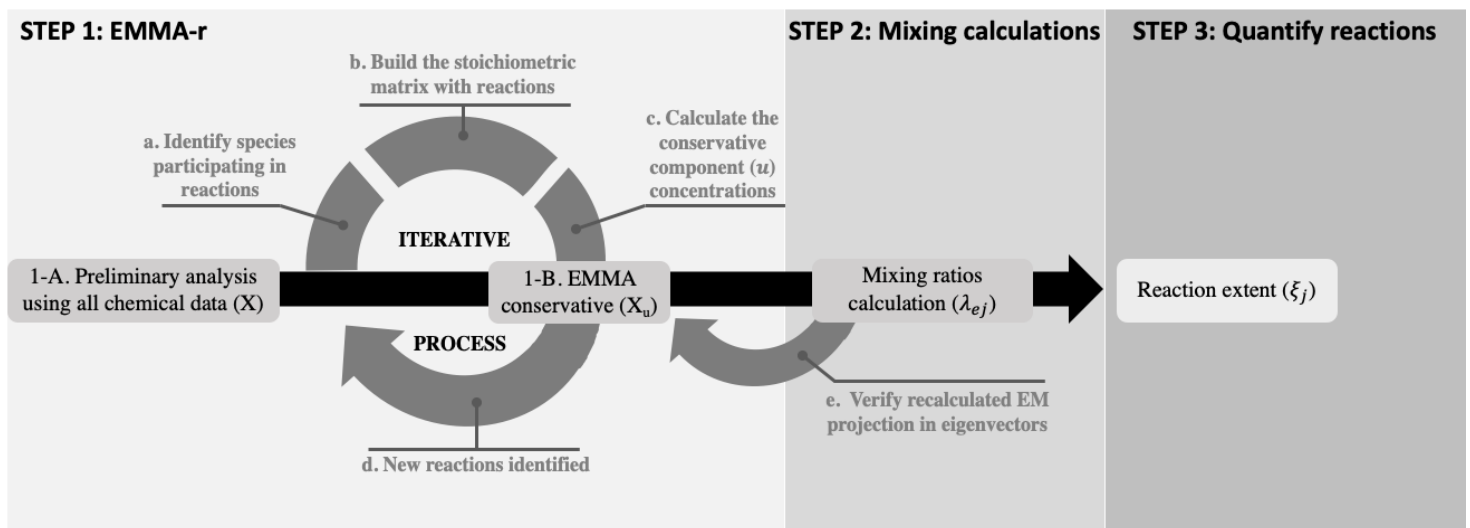 STEP 1: EMMA-r
STEP 2: Mixing calculations
STEP 3: Quantify reactions
b. Build the stoichiometric
matrix with reactions
a. Identify species
participating in
reactions
c. Calculate the
conservative
component (u)
concentrations
ITERATIVE
1-A. Preliminary analysis
using all chemical data (X)
1-B. EMMA
conservative (Xᵤ)
Mixing ratios
calculation (λₑⱼ)
Reaction extent (ξⱼ)
PROCESS
e. Verify recalculated EM
projection in eigenvectors
d. New reactions identified